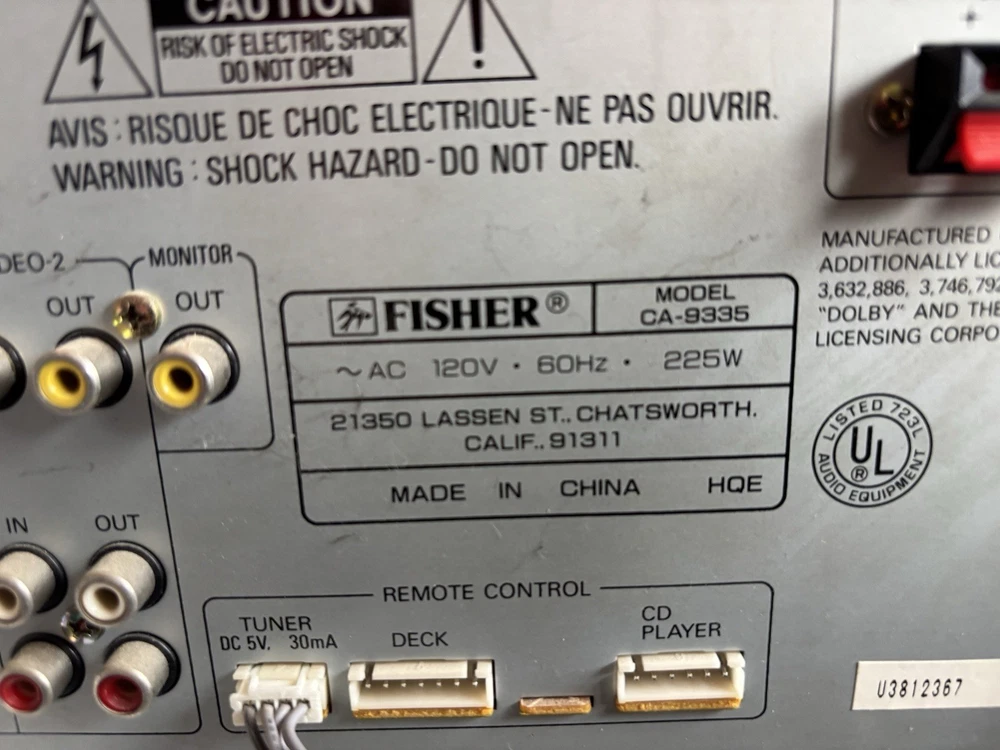 CAUTION
RISK OF ELECTRIC SHOCK
DO NOT OPEN
AVIS : RISQUE DE CHOC ELECTRIQUE - NE PAS OUVRIR.
WARNING : SHOCK HAZARD - DO NOT OPEN.
MANUFACTURED
ADDITIONALLY
3,632,886, 3,746,792
"DOLBY" AND THE
LICENSING
MONITOR
OUT
OUT
FISHER®
MODEL
CA-9335
~ AC 120V · 60Hz · 225W
21350 LASSEN ST., CHATSWORTH.
CALIF., 91311
MADE IN CHINA HQE
LISTED 723L
UL®
AUDIO EQUIPMENT
IN OUT
REMOTE CONTROL
TUNER
DC 5V, 30mA
DECK
CD
PLAYER
U3812367